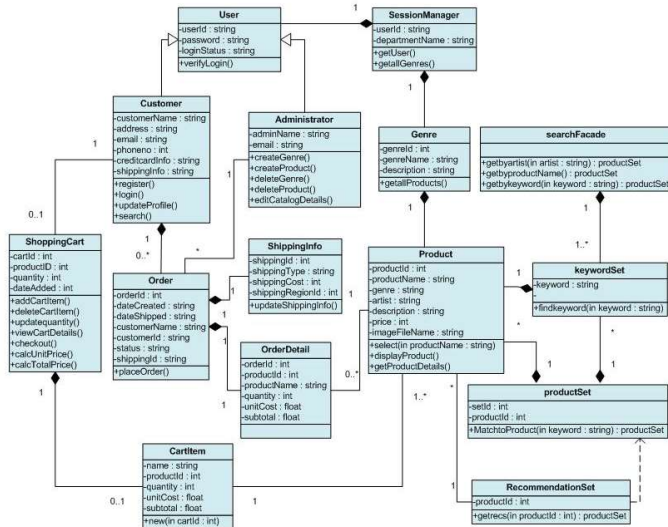 User
-userId : string
-password : string
-loginStatus : string
+verifyLogin()
1
1
SessionManager
-userId : string
-departmentName : string
+getUser()
+getallGenres()
Customer
-customerName : string
-address : string
-email : string
-phoneno : int
-creditcardInfo : string
-shippingInfo : string
+register()
+login()
+updateProfile()
+search()
1
1
0..1
0..*
Administrator
-adminName : string
-email : string
+createGenre()
+createProduct()
+deleteGenre()
+deleteProduct()
+editCatalogDetails()
1
*
1
1
Genre
-genreId : int
-genreName : string
-description : string
+getallProducts()
1
1
searchFacade
+getbyartist(in artist : string) : productSet
+getbyproductName() : productSet
+getbykeyword(in keyword : string) : productSet
1
1..*
ShoppingCart
-cartId : int
-productID : int
-quantity : int
-dateAdded : int
+addCartItem()
+deleteCartItem()
+updatequantity()
+viewCartDetails()
+checkout()
+calcUnitPrice()
+calcTotalPrice()
1
0..1
Order
-orderId : int
-dateCreated : string
-dateShipped : string
-customerName : string
-customerId : string
-status : string
-shippingId : string
+placeOrder()
1
1
1
1
ShippingInfo
-shippingId : int
-shippingType : string
-shippingCost : int
-shippingRegionId : int
+updateShippingInfo()
OrderDetail
-orderId : int
-productId : int
-productName : string
-quantity : int
-unitCost : float
-subtotal : float
1
0..*
Product
-productId : int
-productName : string
-genre : string
-artist : string
-description : string
-price : int
-imageFileName : string
+select(in productName : string)
+displayProduct()
+getProductDetails()
1
1
*
*
1..*
*
keywordSet
-keyword : string
-
+findkeyword(in keyword : string)
*
1
1
productSet
-setId : int
-productId : int
+MatchtoProduct(in keyword : string) : productSet
CartItem
-name : string
-productId : int
-quantity : int
-unitCost : float
-subtotal : float
+new(in cartId : int)
1
1
RecommendationSet
-productId : int
+getrecs(in productId : int) : productSet